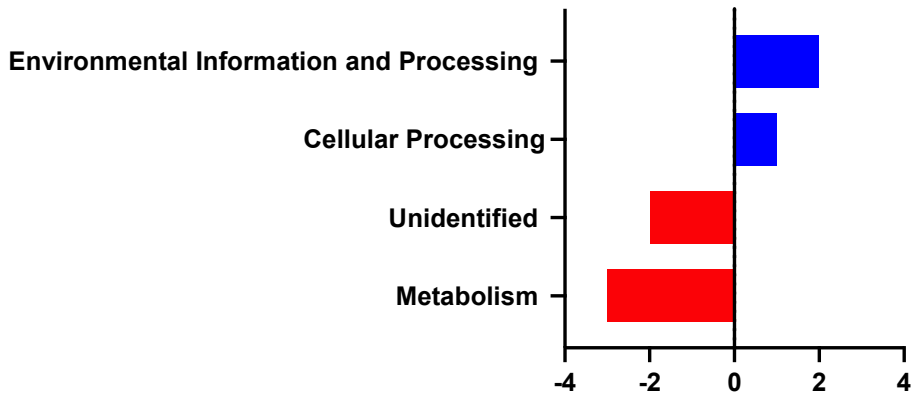 Environmental Information and Processing
Cellular Processing
Unidentified
Metabolism
-4 -2 0 2 4